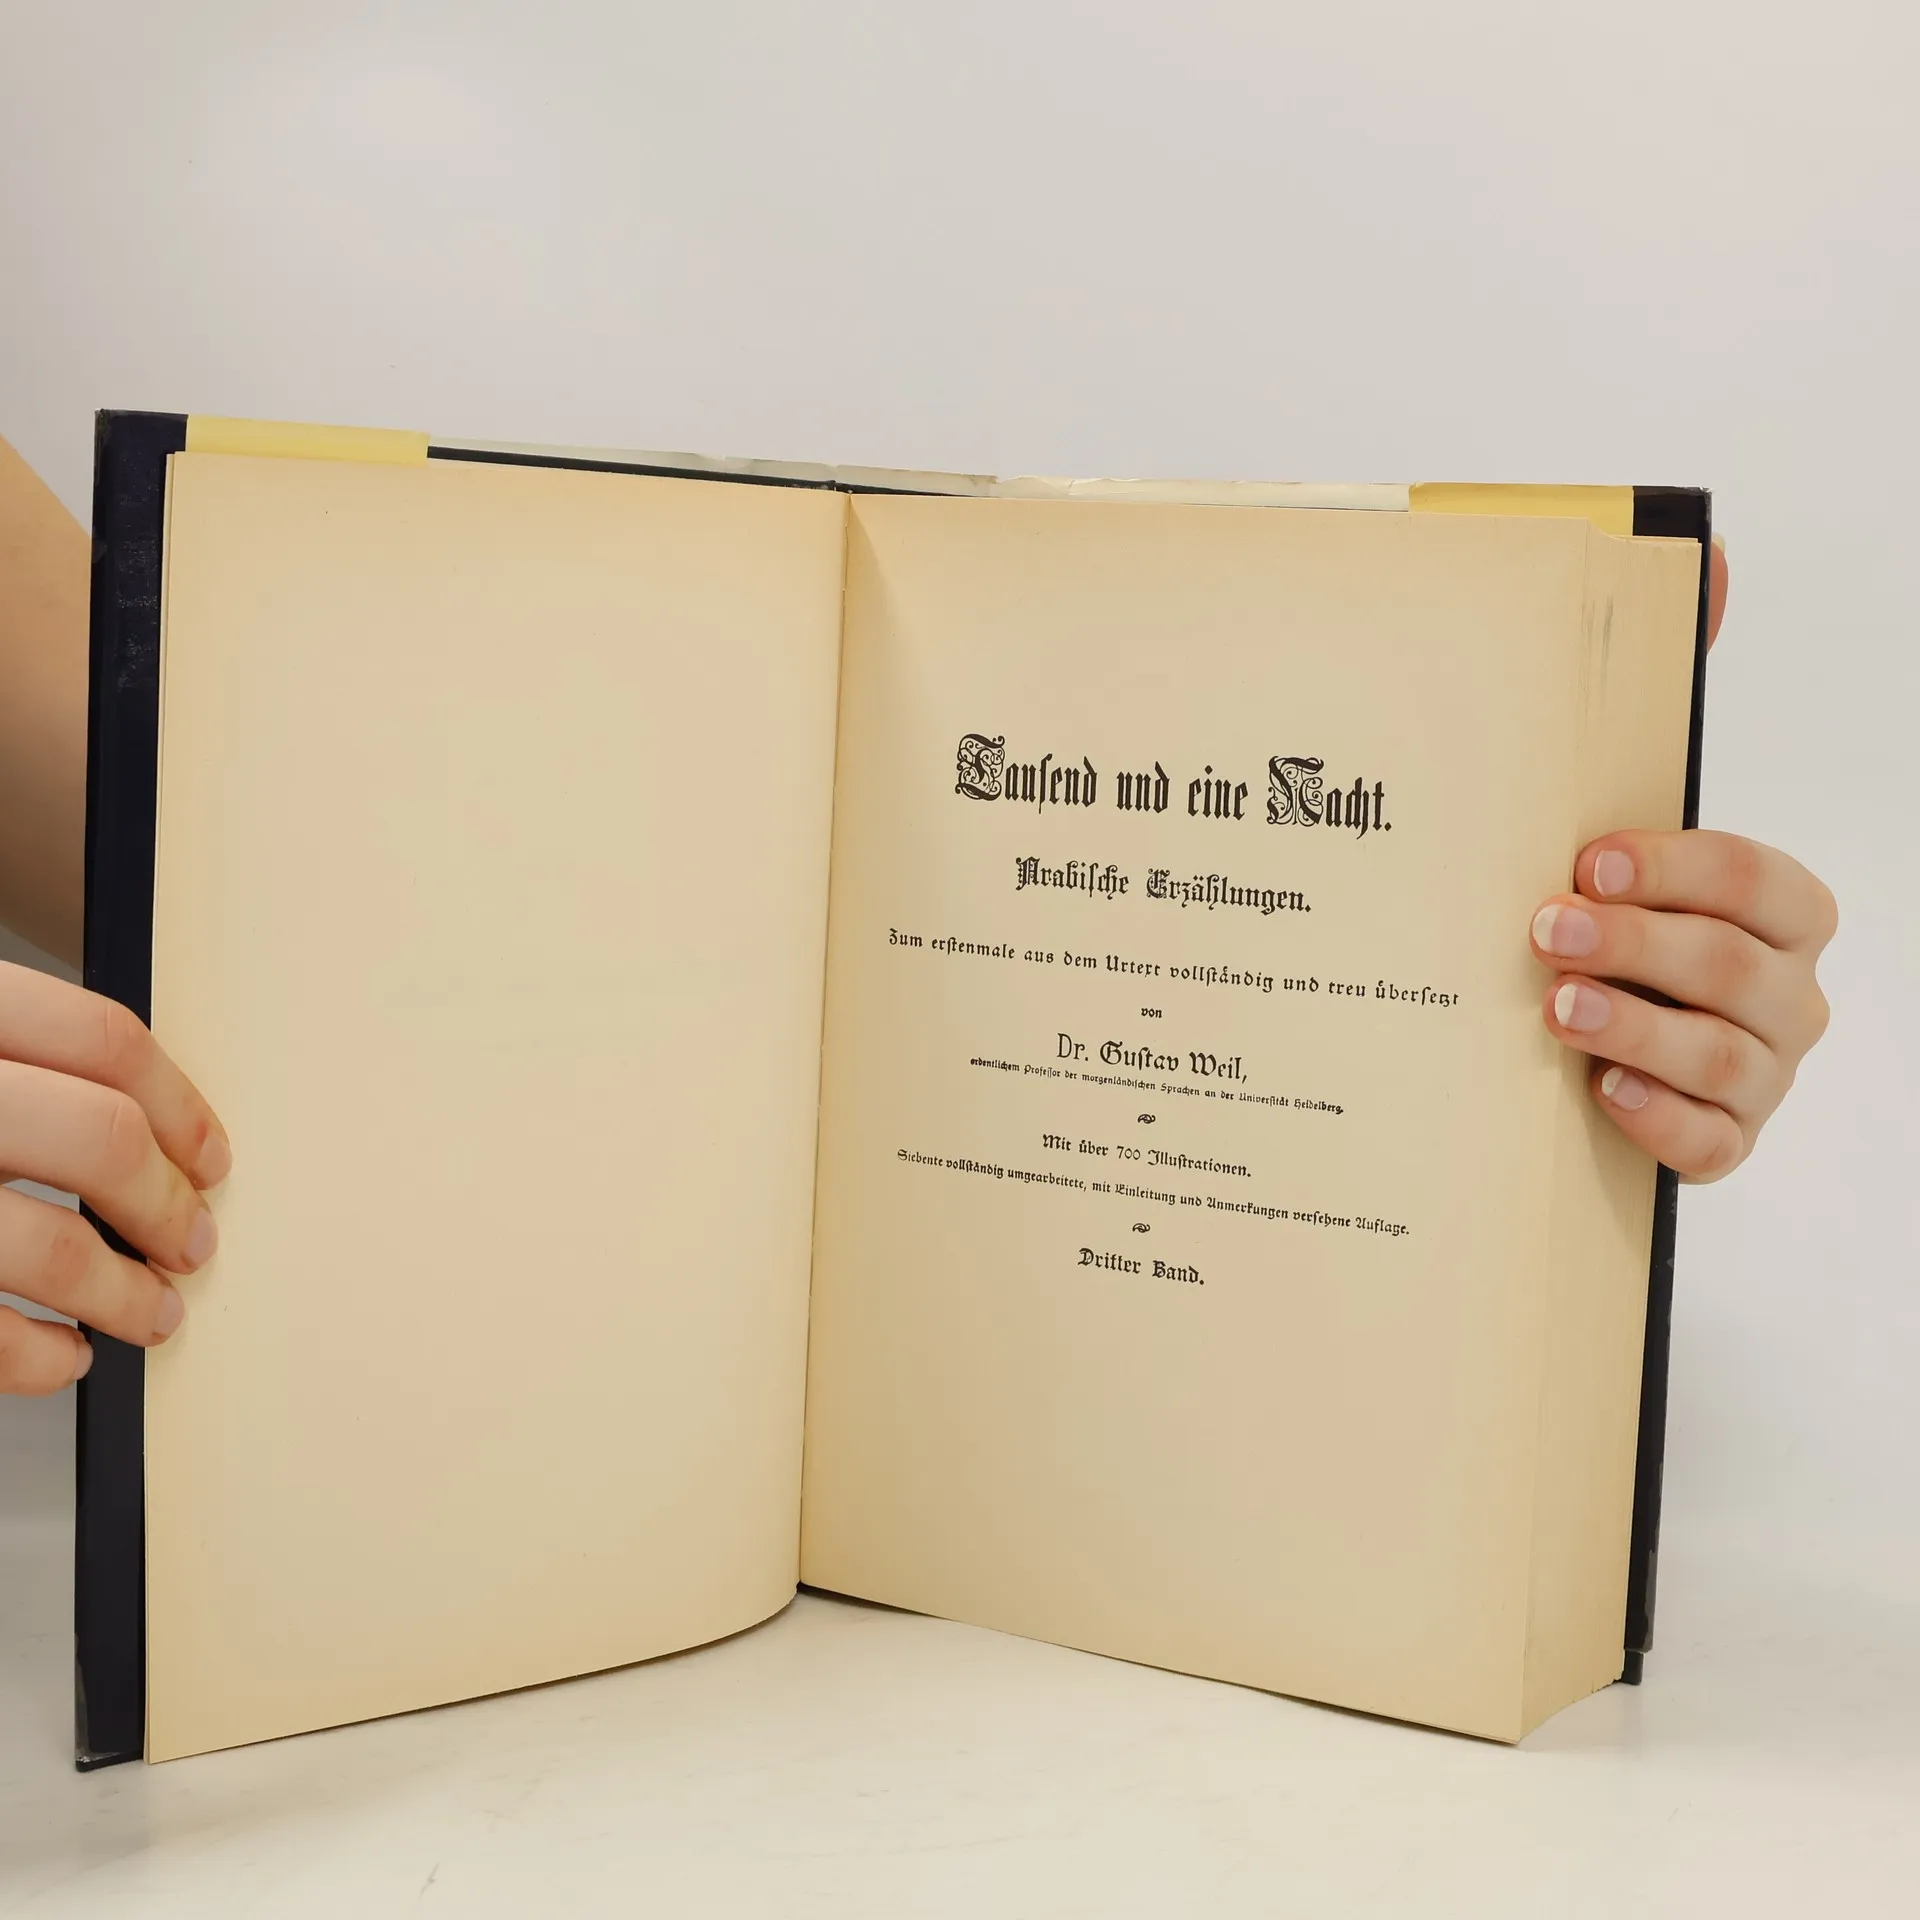 Tausend und eine Nacht.
Arabische Erzählungen.
Zum erstenmale aus dem Urtext vollständig und treu übersetzt
von
Dr. Gustav Weil,
ordentlichem Professor der morgenländischen Sprachen an der Universität Heidelberg.
Mit über 700 Illustrationen.
Siebente vollständig umgearbeitete, mit Einleitung und Anmerkungen versehene Auflage.
Dritter Band.